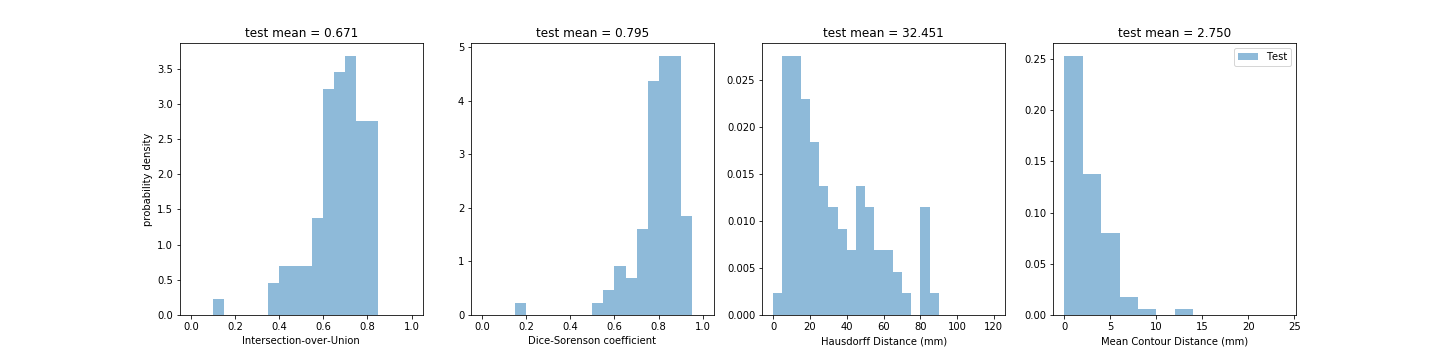 test mean = 0.671
test mean = 0.795
test mean = 32.451
test mean = 2.750
probability density
3.5
3.0
2.5
2.0
1.5
1.0
0.5
0.0
0.0 0.2 0.4 0.6 0.8 1.0
Intersection-over-Union
5
4
3
2
1
0
0.0 0.2 0.4 0.6 0.8 1.0
Dice-Sorenson coefficient
0.025
0.020
0.015
0.010
0.005
0.000
0 20 40 60 80 100 120
Hausdorff Distance (mm)
Test
0.25
0.20
0.15
0.10
0.05
0.00
0 5 10 15 20 25
Mean Contour Distance (mm)